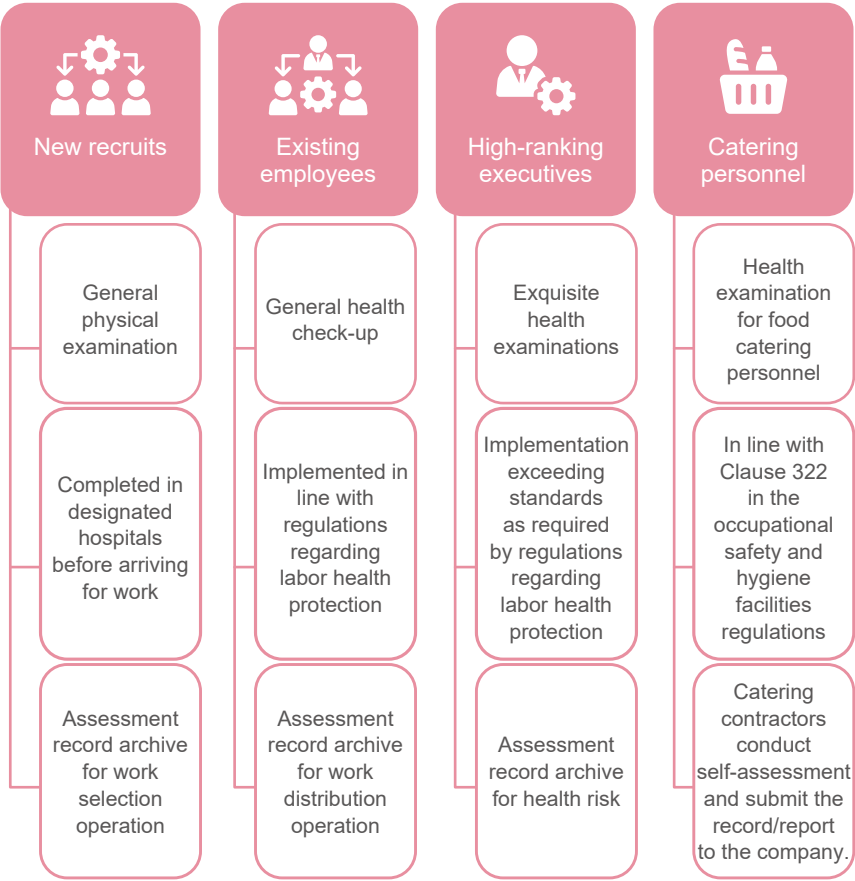 New recruits
General
physical
examination
Completed in
designated
hospitals
before arriving
for work
Assessment
record archive
for work
selection
operation
Existing
employees
General health
check-up
Implemented in
line with
regulations
regarding
labor health
protection
Assessment
record archive
for work
distribution
operation
High-ranking
executives
Exquisite
health
examinations
Implementation
exceeding
standards
as required
by regulations
regarding
labor health
protection
Assessment
record archive
for health risk
Catering
personnel
Health
examination
for food
catering
personnel
In line with
Clause 322
in the
occupational
safety and
hygiene
facilities
regulations
Catering
contractors
conduct
self-assessment
and submit the
record/report
to the company.